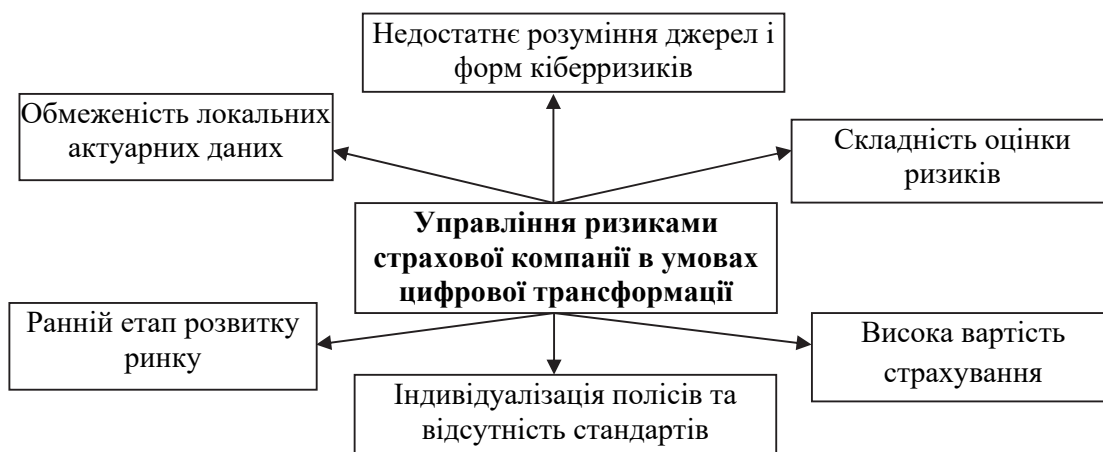 Недостатнє розуміння джерел і
форм кіберризиків
Обмеженість локальних
актуарних даних
Складність оцінки
ризиків
Управління ризиками
страхової компанії в умовах
цифрової трансформації
Ранній етап розвитку
ринку
Висока вартість
страхування
Індивідуалізація полісів та
відсутність стандартів